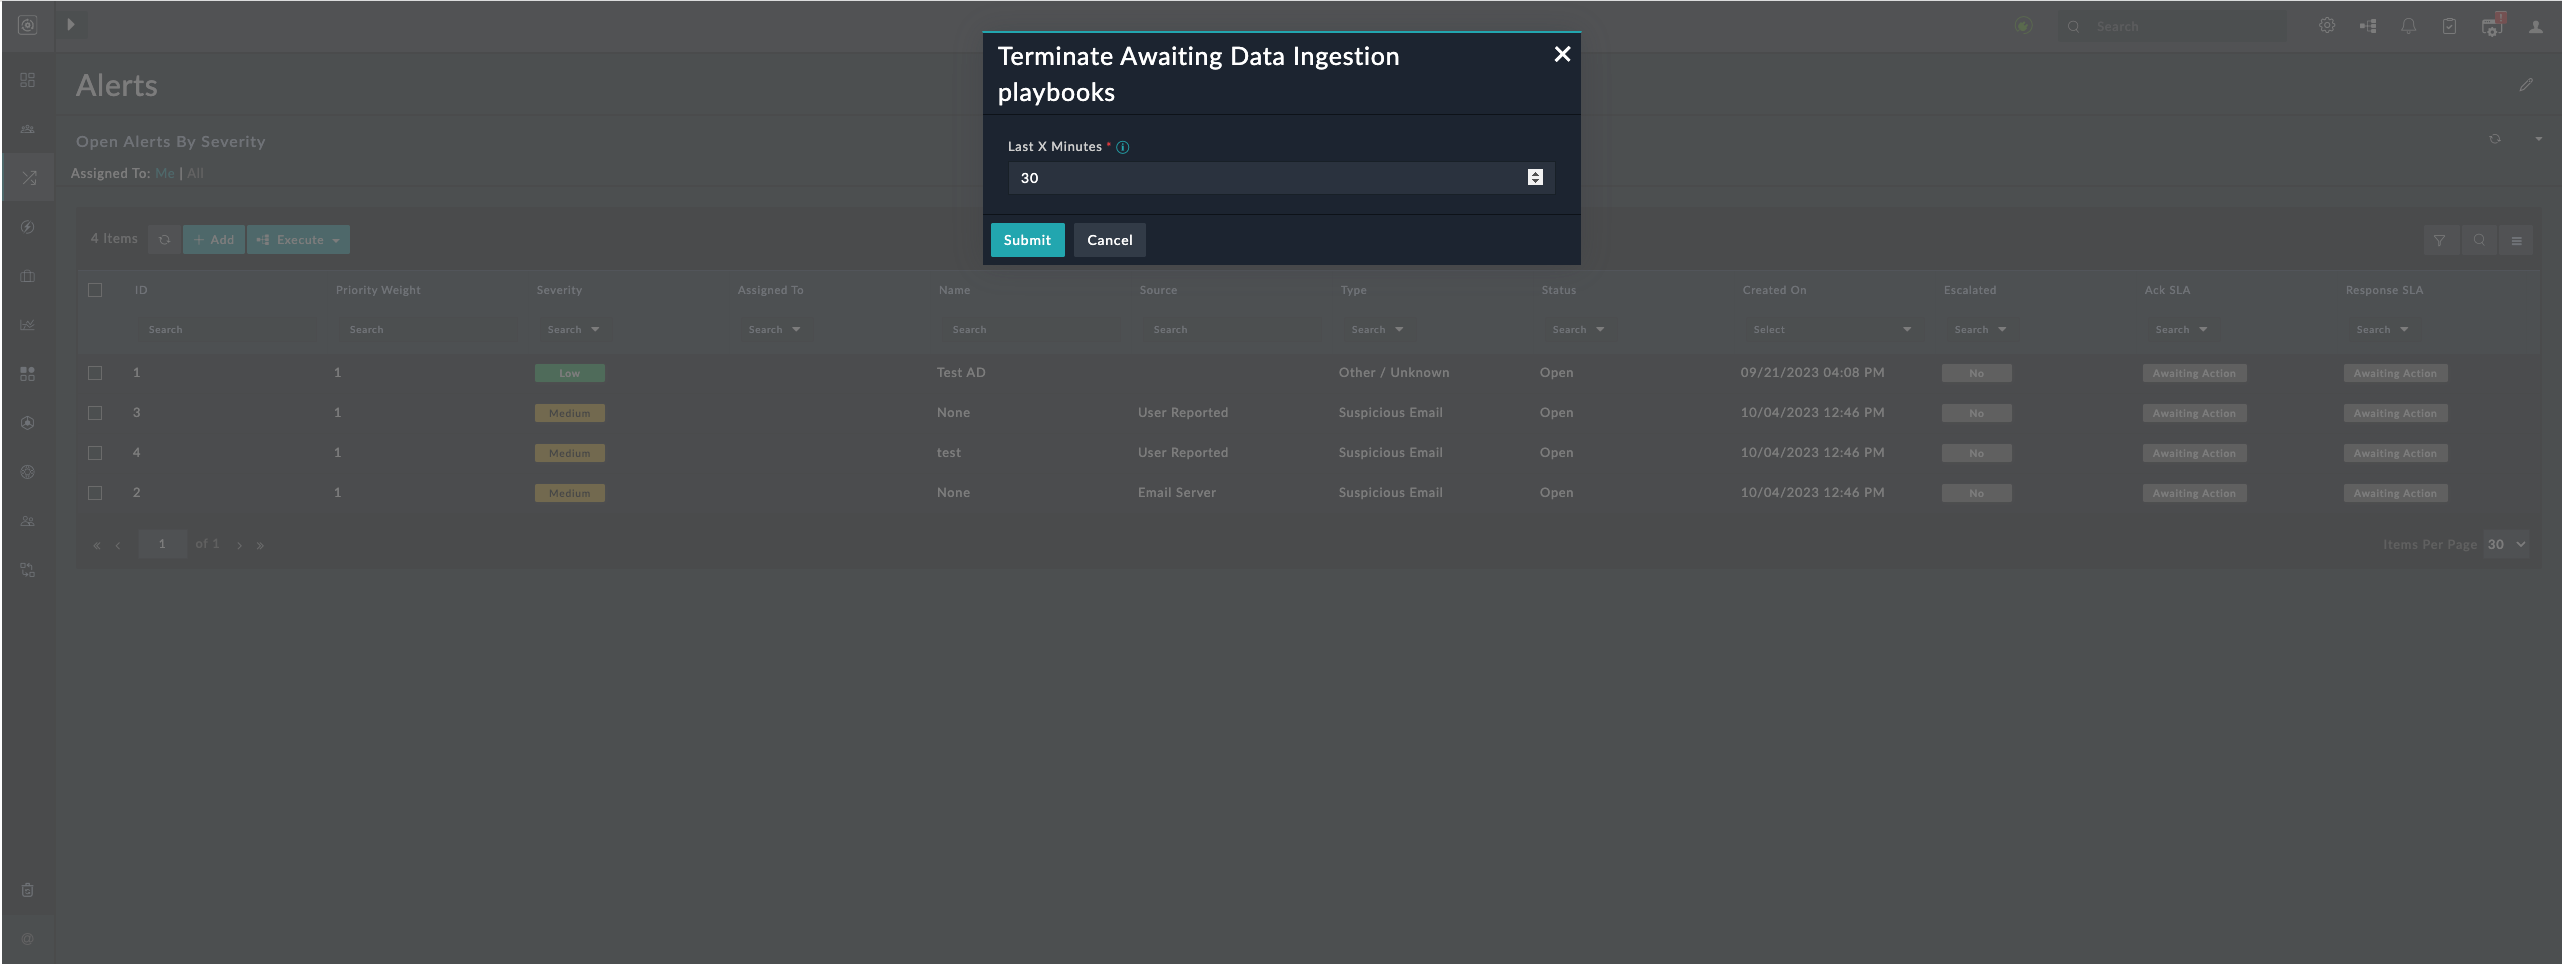 Search
Terminate Awaiting Data Ingestion
playbooks
Alerts
Open Alerts By Severity
Last X Minutes *
Assigned To: Me | All
30
4 Items
+ Add
Execute
Submit
Cancel
ID Priority Weight Severity Assigned To Name Source Type Status Created On Escalated Ack SLA Response SLA
Search Search Search Search Search Search Search Search Select Search Search Search
1 1 Low Test AD Other / Unknown Open 09/21/2023 04:08 PM No Awaiting Action Awaiting Action
3 1 Medium None User Reported Suspicious Email Open 10/04/2023 12:46 PM No Awaiting Action Awaiting Action
4 1 Medium test User Reported Suspicious Email Open 10/04/2023 12:46 PM No Awaiting Action Awaiting Action
2 1 Medium None Email Server Suspicious Email Open 10/04/2023 12:46 PM No Awaiting Action Awaiting Action
« ‹ 1 of 1 › »
Items Per Page 30